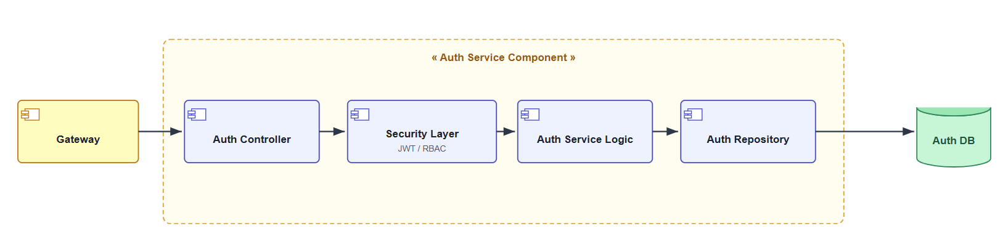 « Auth Service Component »
Gateway
Auth Controller
Security Layer
JWT / RBAC
Auth Service Logic
Auth Repository
Auth DB